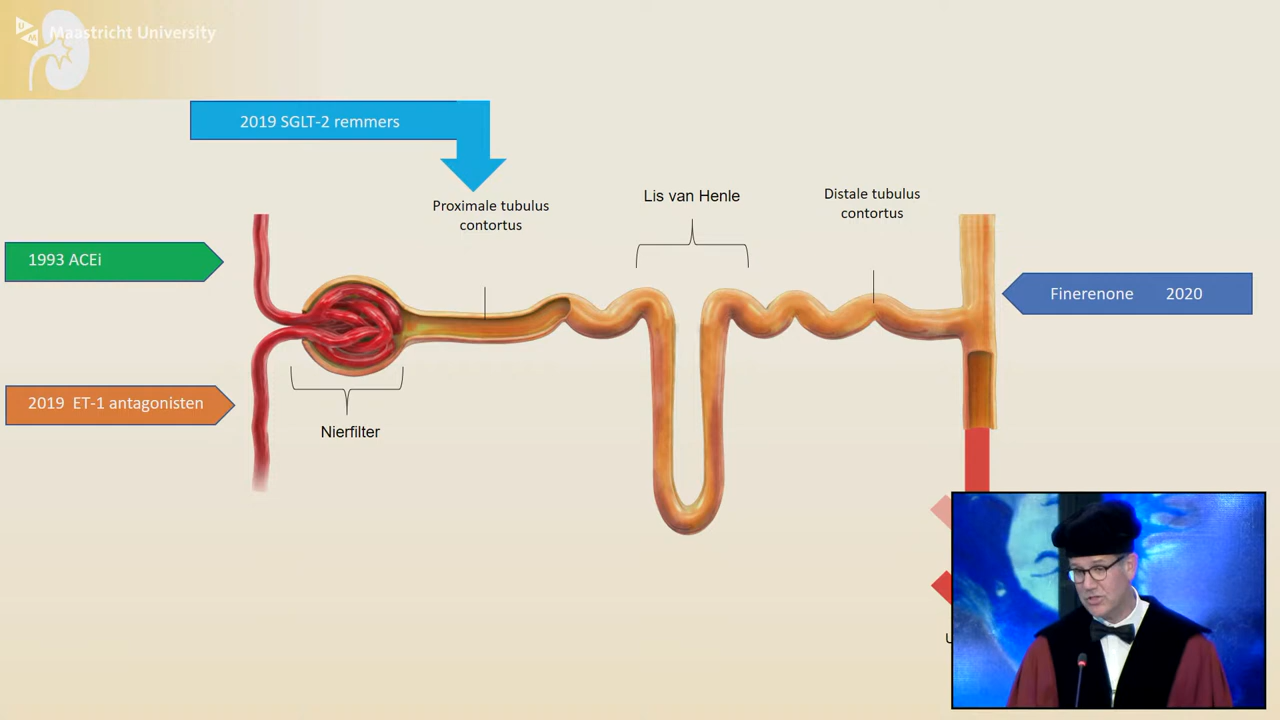 Maastricht University
2019 SGLT-2 remmers
Proximale tubulus
contortus
Lis van Henle
Distale tubulus
contortus
1993 ACEi
Finerenone 2020
2019 ET-1 antagonisten
Nierfilter